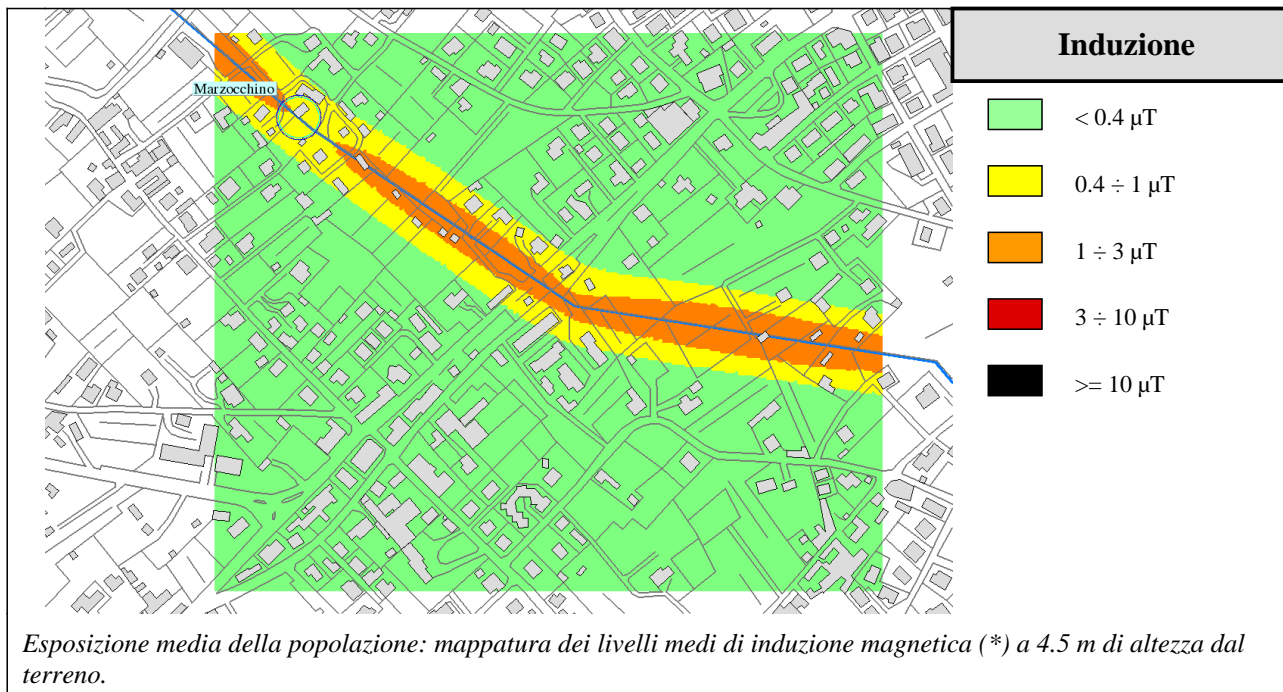 Induzione
Marzocchino
< 0.4 µT
0.4 ÷ 1 µT
1 ÷ 3 µT
3 ÷ 10 µT
>= 10 µT
Esposizione media della popolazione: mappatura dei livelli medi di induzione magnetica (*) a 4.5 m di altezza dal
terreno.